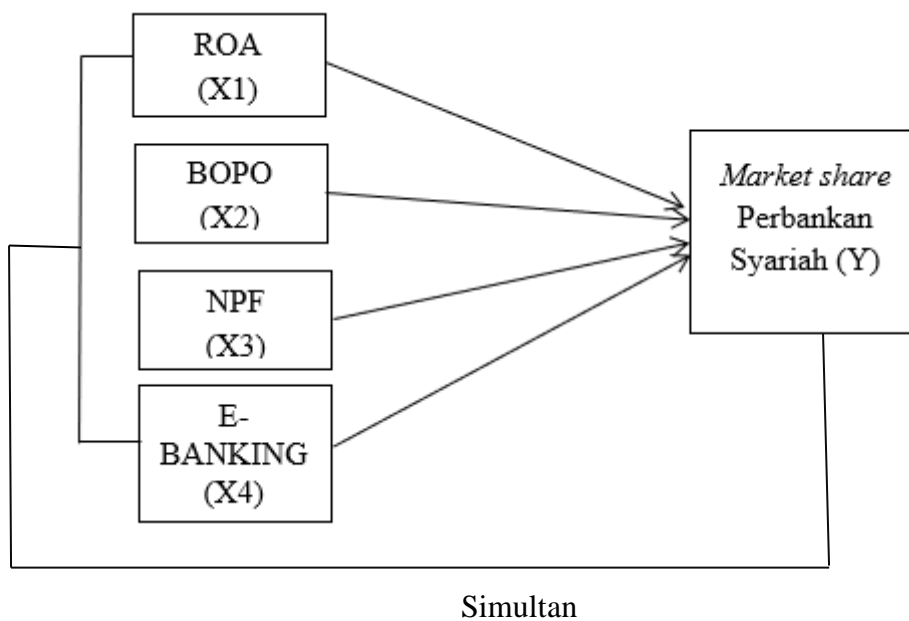 ROA
(X1)
BOPO
(X2)
NPF
(X3)
E-
BANKING
(X4)
Market share
Perbankan
Syariah (Y)
Simultan